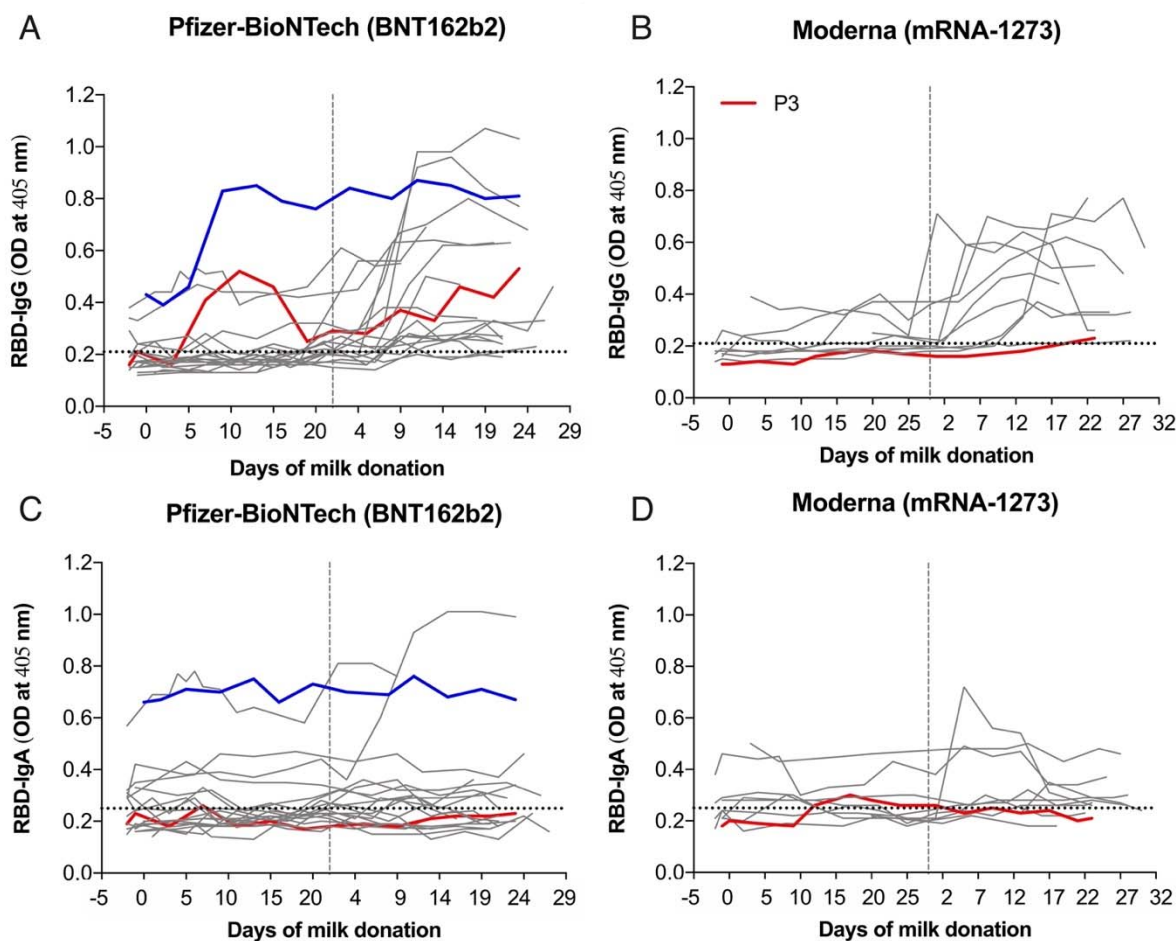 A
Pfizer-BioNTech (BNT162b2)
RBD-IgG (OD at 405 nm)
1.2
1.0
0.8
0.6
0.4
0.2
0.0
-5 0 5 10 15 20 4 9 14 19 24 29
Days of milk donation
B
Moderna (mRNA-1273)
P3
RBD-IgG (OD at 405 nm)
1.2
1.0
0.8
0.6
0.4
0.2
0.0
-5 0 5 10 15 20 25 2 7 12 17 22 27 32
Days of milk donation
C
Pfizer-BioNTech (BNT162b2)
RBD-IgA (OD at 405 nm)
1.2
1.0
0.8
0.6
0.4
0.2
0.0
-5 0 5 10 15 20 4 9 14 19 24 29
Days of milk donation
D
Moderna (mRNA-1273)
RBD-IgA (OD at 405 nm)
1.2
1.0
0.8
0.6
0.4
0.2
0.0
-5 0 5 10 15 20 25 2 7 12 17 22 27 32
Days of milk donation